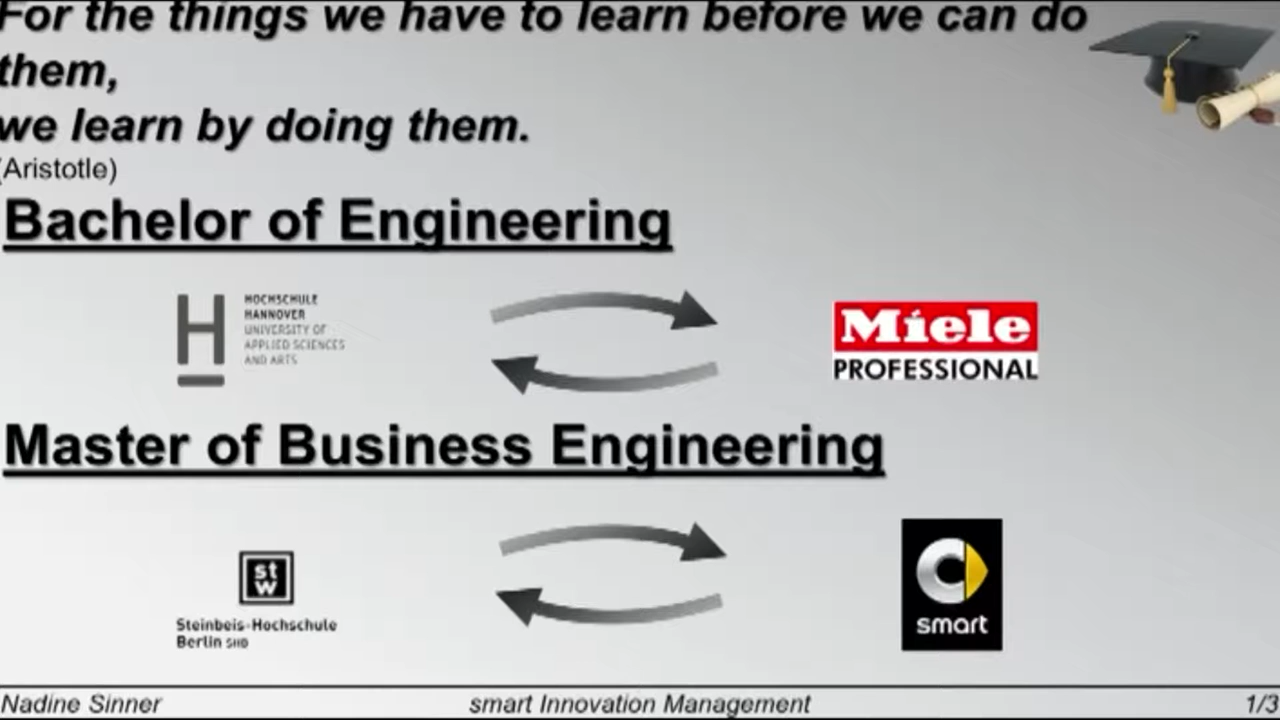 For the things we have to learn before we can do
them,
we learn by doing them.
(Aristotle)
Bachelor of Engineering
H
HOCHSCHULE
HANNOVER
UNIVERSITY OF
APPLIED SCIENCES
AND ARTS
Miele
PROFESSIONAL
Master of Business Engineering
st
w
Steinbeis-Hochschule
Berlin SHB
smart
Nadine Sinner
smart Innovation Management
1/3